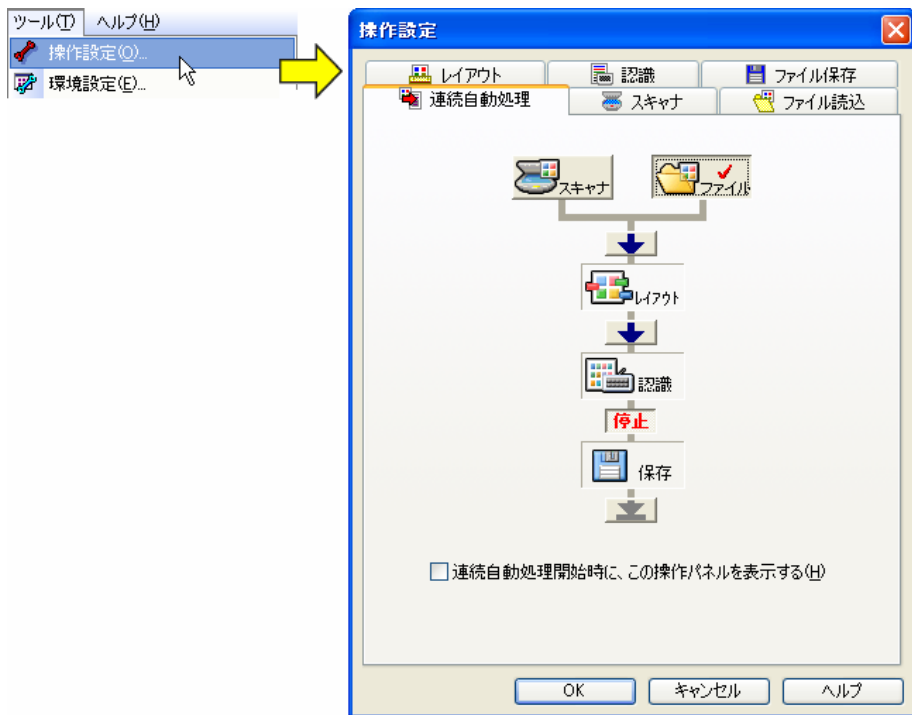 ツール(T) ヘルプ(H)
操作設定(O)...
環境設定(E)...
操作設定
レイアウト 認識 ファイル保存
連続自動処理 スキャナ ファイル読込
スキャナ ファイル
レイアウト
認識
停止
保存
連続自動処理開始時に、この操作パネルを表示する(H)
OK キャンセル ヘルプ